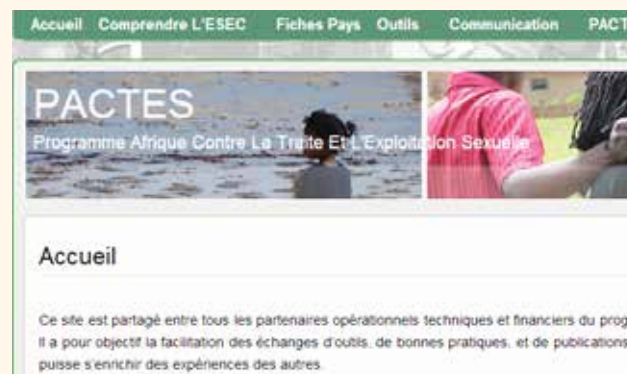 Accueil Comprendre L'ESEC Fiches Pays Outils Communication PACT
PACTES
Programme Afrique Contre La Traite Et L'Exploitation Sexuelle
Accueil
Ce site est partagé entre tous les partenaires opérationnels techniques et financiers du prog
Il a pour objectif la facilitation des échanges d'outils, de bonnes pratiques, et de publications
puisse s'enrichir des expériences des autres.